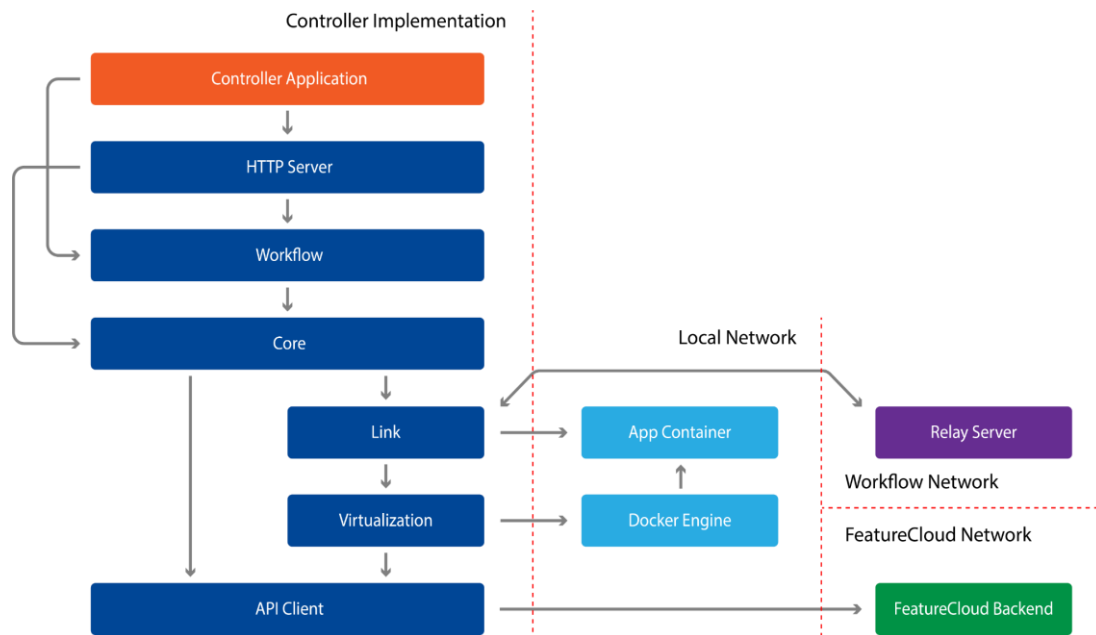 Controller Implementation
Controller Application
HTTP Server
Workflow
Core
Local Network
Link
App Container
Relay Server
Workflow Network
Virtualization
Docker Engine
FeatureCloud Network
API Client
FeatureCloud Backend